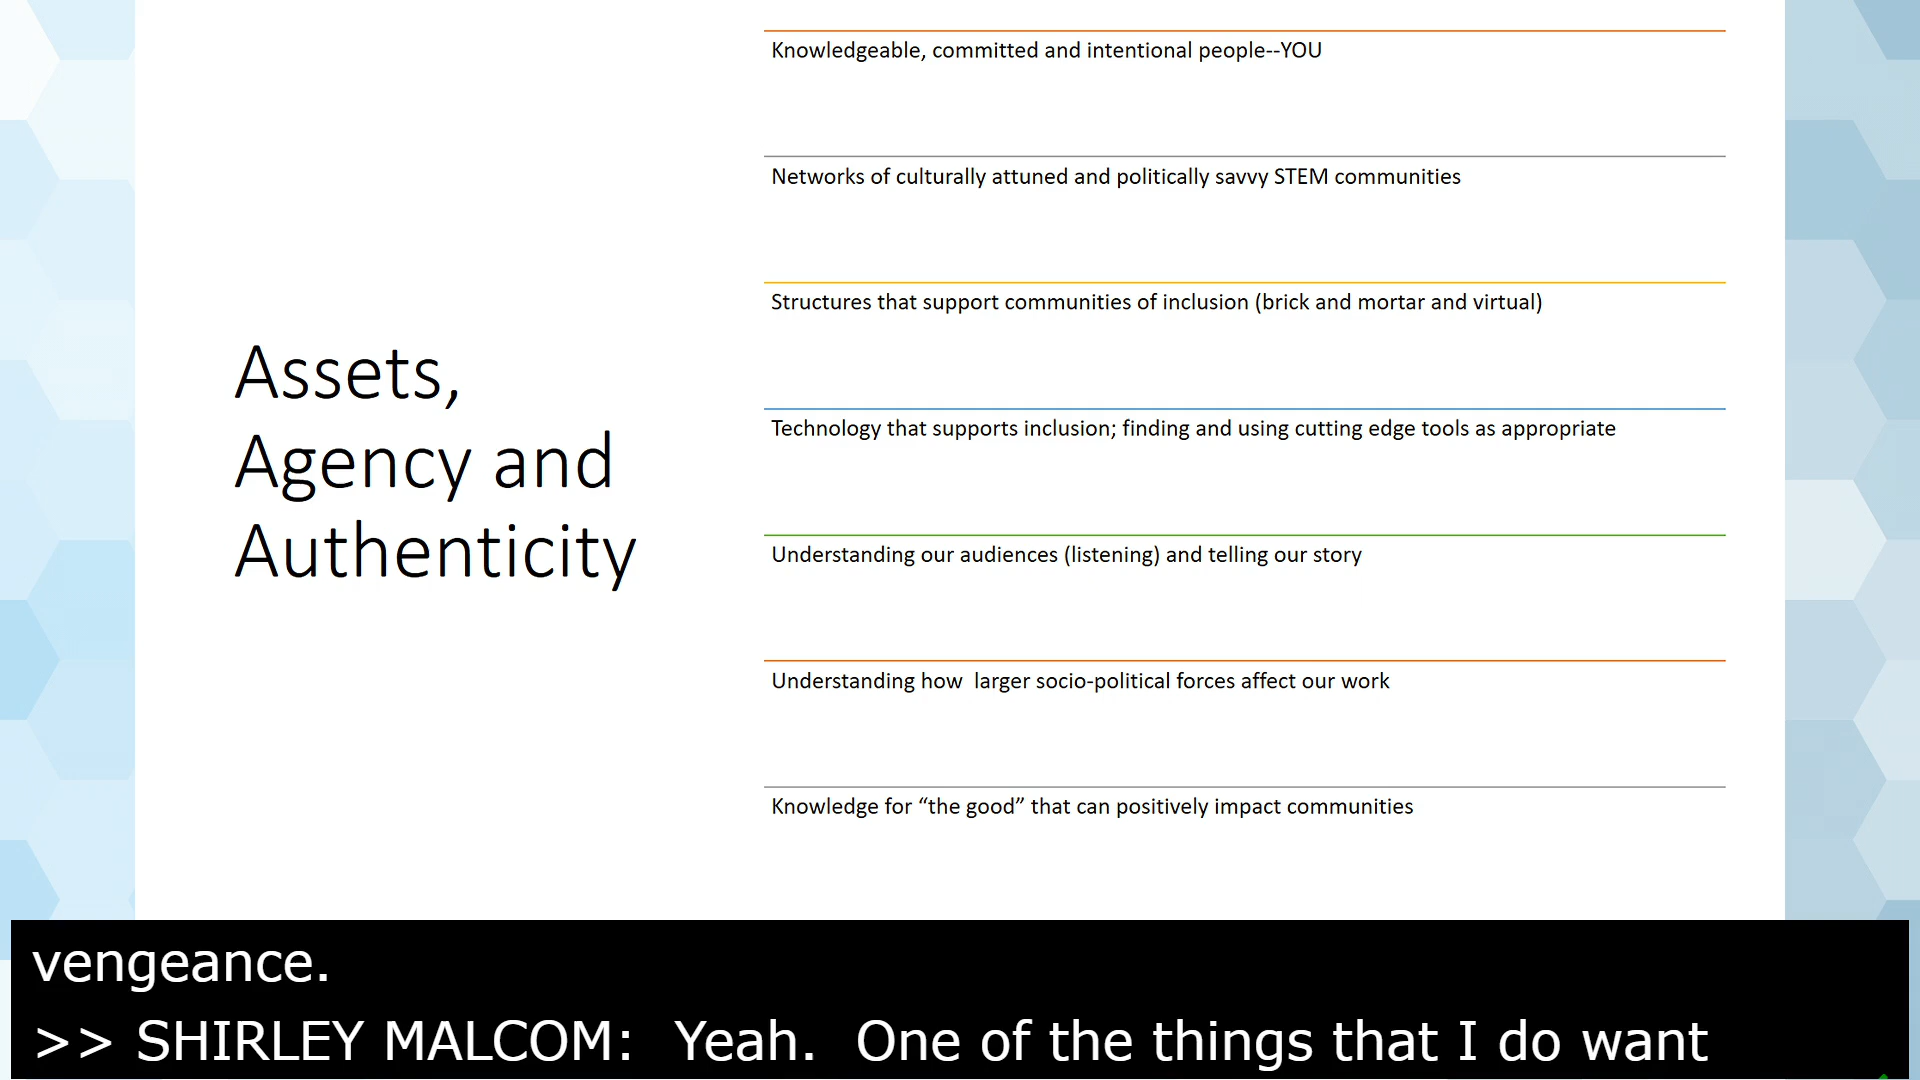 Assets,
Agency and
Authenticity
Knowledgeable, committed and intentional people--YOU
Networks of culturally attuned and politically savvy STEM communities
Structures that support communities of inclusion (brick and mortar and virtual)
Technology that supports inclusion; finding and using cutting edge tools as appropriate
Understanding our audiences (listening) and telling our story
Understanding how  larger socio-political forces affect our work
Knowledge for “the good” that can positively impact communities
vengeance.
>> SHIRLEY MALCOM:  Yeah.  One of the things that I do want